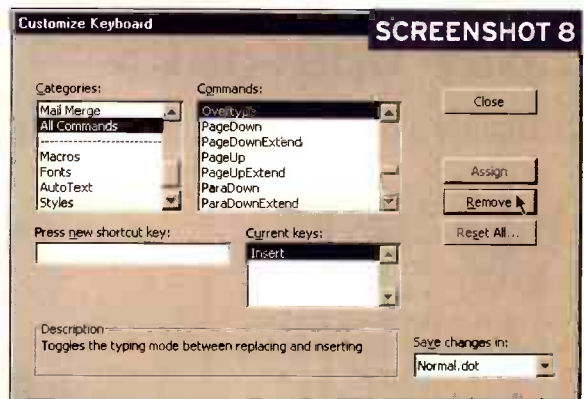 Customize Keyboard
SCREENSHOT 8
Categories:
Mail Merge
All Commands
Macros
Fonts
AutoText
Styles
Commands:
Overtype
PageDown
PageDownExtend
PageUp
PageUpExtend
ParaDown
ParaDownExtend
Close
Assign
Remove
Reset All...
Press new shortcut key:
Current keys:
Insert
Description
Toggles the typing mode between replacing and inserting
Save changes in:
Normal.dot